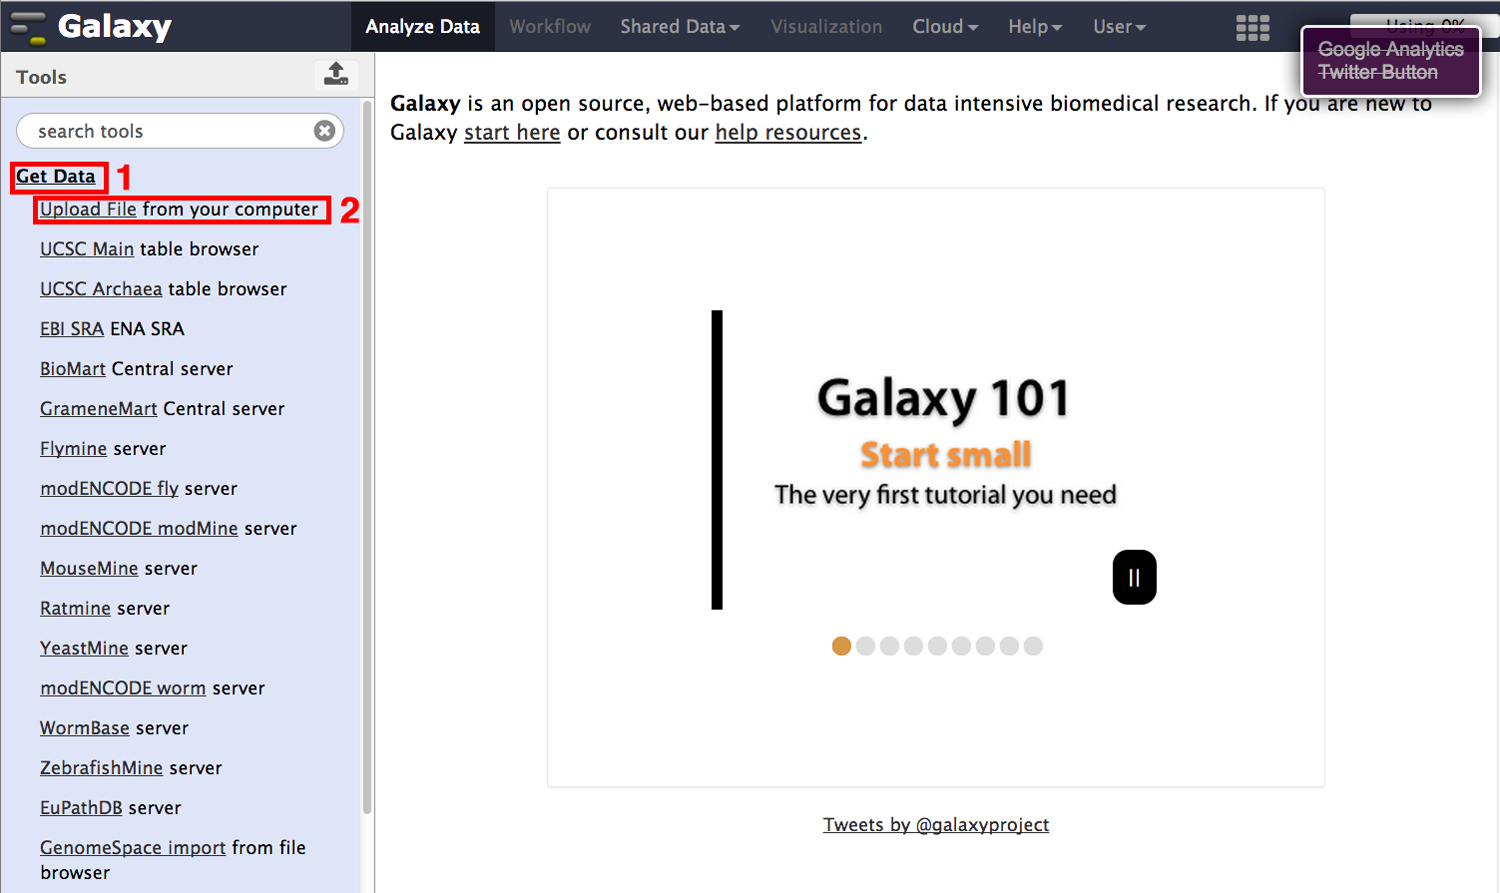 Galaxy
Analyze Data
Workflow
Shared Data
Visualization
Cloud
Help
User
Using 0%
Google Analytics
Twitter Button
Tools
search tools
Get Data 1
Upload File from your computer 2
UCSC Main table browser
UCSC Archaea table browser
EBI SRA ENA SRA
BioMart Central server
GrameneMart Central server
Flymine server
modENCODE fly server
modENCODE modMine server
MouseMine server
Ratmine server
YeastMine server
modENCODE worm server
WormBase server
ZebrafishMine server
EuPathDB server
GenomeSpace import from file
browser
Galaxy is an open source, web-based platform for data intensive biomedical research. If you are new to
Galaxy start here or consult our help resources.
Galaxy 101
Start small
The very first tutorial you need
Tweets by @galaxyproject